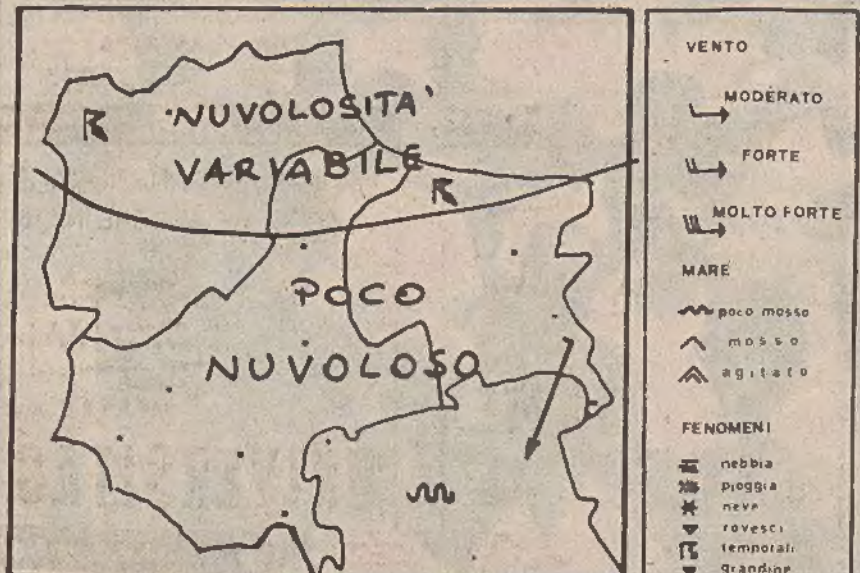 NUVOLOSITA'
VARIABILE
POCO
NUVOLOSO
VENTO
MODERATO
FORTE
MOLTO FORTE
MARE
poco mosso
mosso
agitato
FENOMENI
nebbia
pioggia
neve
rovesci
temporali
grandine